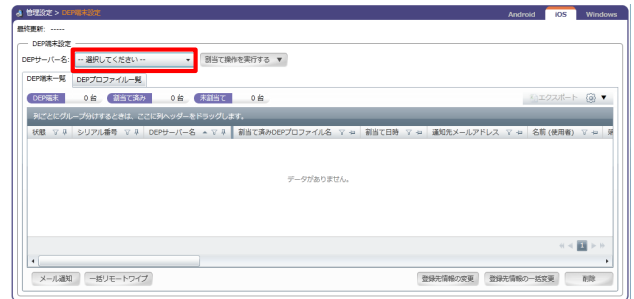 管理設定 > DEP端末設定
Android iOS Windows
最終更新: -----
DEP端末設定
DEPサーバー名: -- 選択してください -- 割当て操作を実行する
DEP端末一覧 DEPプロファイル一覧
DEP端末 0 台 割当て済み 0 台 未割当て 0 台 エクスポート
列ごとにグループ分けするときは、ここに列ヘッダーをドラッグします。
状態 シリアル番号 DEPサーバー名 割当て済みDEPプロファイル名 割当て日時 通知先メールアドレス 名前 (使用者)
データがありません。
1
メール通知 一括リモートワイプ 登録先情報の変更 登録先情報の一括変更 削除